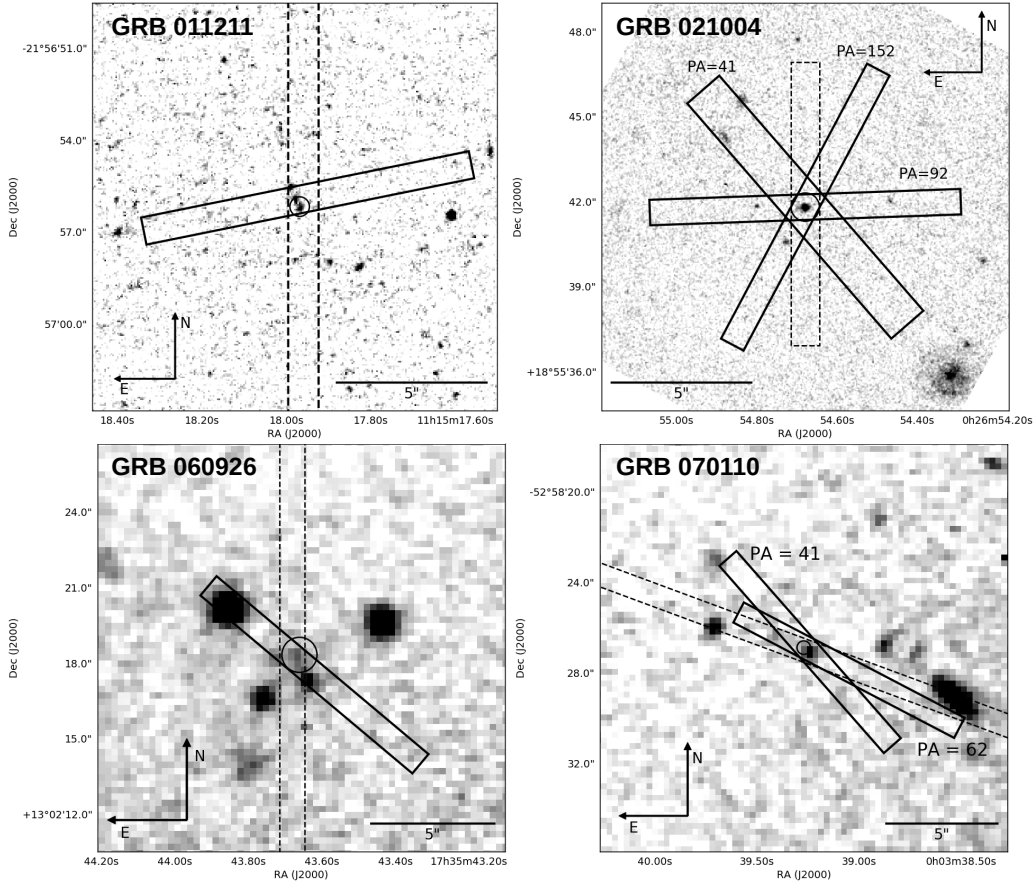 GRB 011211
-21°56'51.0"
54.0"
57.0"
57'00.0"
Dec (J2000)
N
E
5"
18.40s
18.20s
18.00s
17.80s
11h15m17.60s
RA (J2000)
GRB 021004
48.0"
45.0"
42.0"
39.0"
+18°55'36.0"
Dec (J2000)
PA=41
PA=152
PA=92
N
E
5"
55.00s
54.80s
54.60s
54.40s
0h26m54.20s
RA (J2000)
GRB 060926
24.0"
21.0"
18.0"
15.0"
+13°02'12.0"
Dec (J2000)
N
E
5"
44.20s
44.00s
43.80s
43.60s
43.40s
17h35m43.20s
RA (J2000)
GRB 070110
-52°58'20.0"
24.0"
28.0"
32.0"
Dec (J2000)
PA = 41
PA = 62
N
E
5"
40.00s
39.50s
39.00s
0h03m38.50s
RA (J2000)